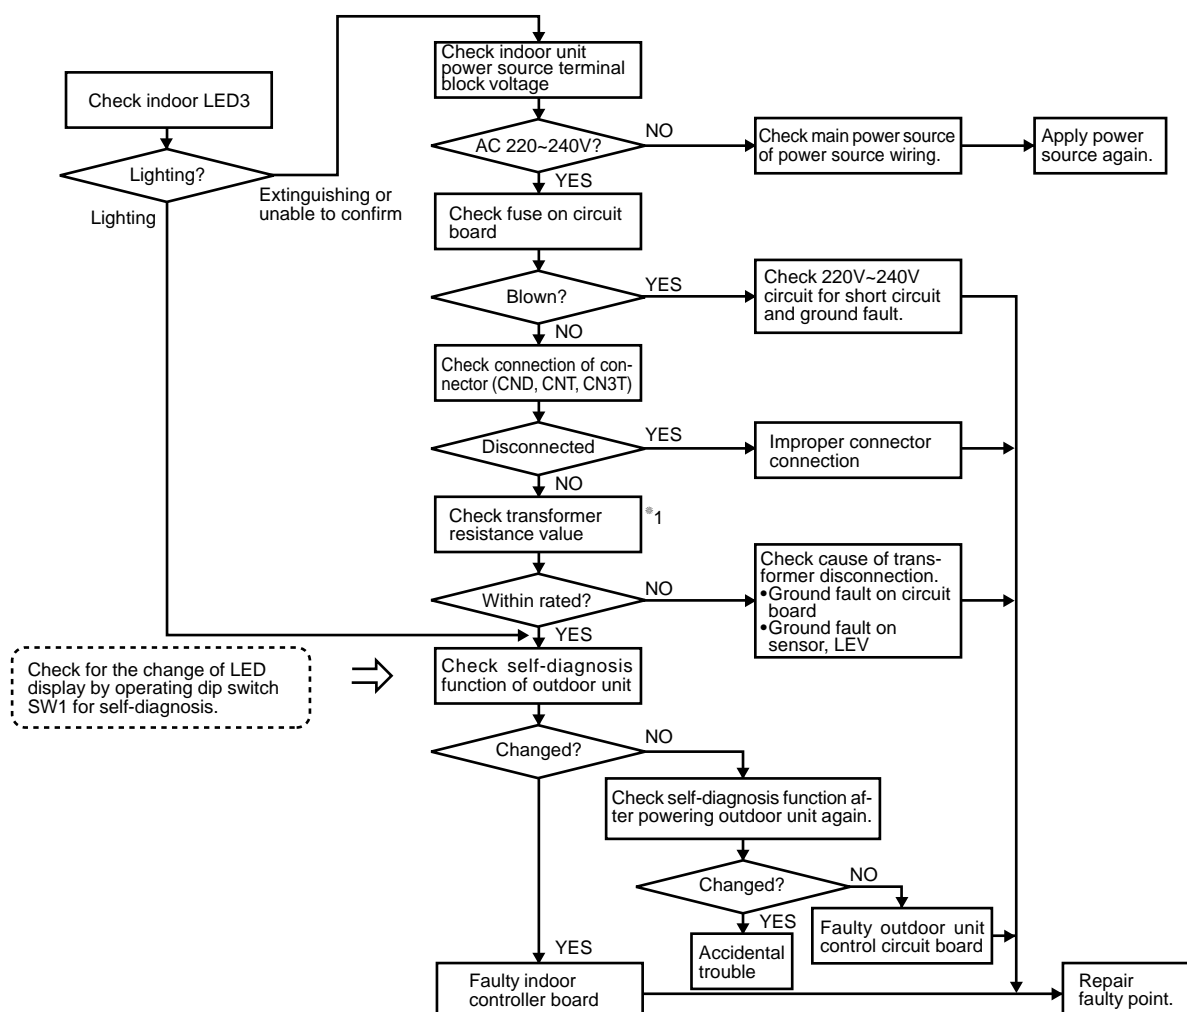 Check indoor unit
power source terminal
block voltage
Check indoor LED3
AC 220~240V?
NO
Check main power source
of power source wiring.
Apply power
source again.
Lighting?
YES
Extinguishing or
unable to confirm
Lighting
Check fuse on circuit
board
Blown?
YES
Check 220V~240V
circuit for short circuit
and ground fault.
NO
Check connection of con-
nector (CND, CNT, CN3T)
Disconnected
YES
Improper connector
connection
NO
Check transformer
resistance value
※1
Within rated?
NO
Check cause of trans-
former disconnection.
•Ground fault on circuit
board
•Ground fault on
sensor, LEV
YES
Check for the change of LED
display by operating dip switch
SW1 for self-diagnosis.
Check self-diagnosis
function of outdoor unit
Changed?
NO
Check self-diagnosis function af-
ter powering outdoor unit again.
Changed?
NO
YES
Faulty outdoor unit
control circuit board
Accidental
trouble
YES
Faulty indoor
controller board
Repair
faulty point.